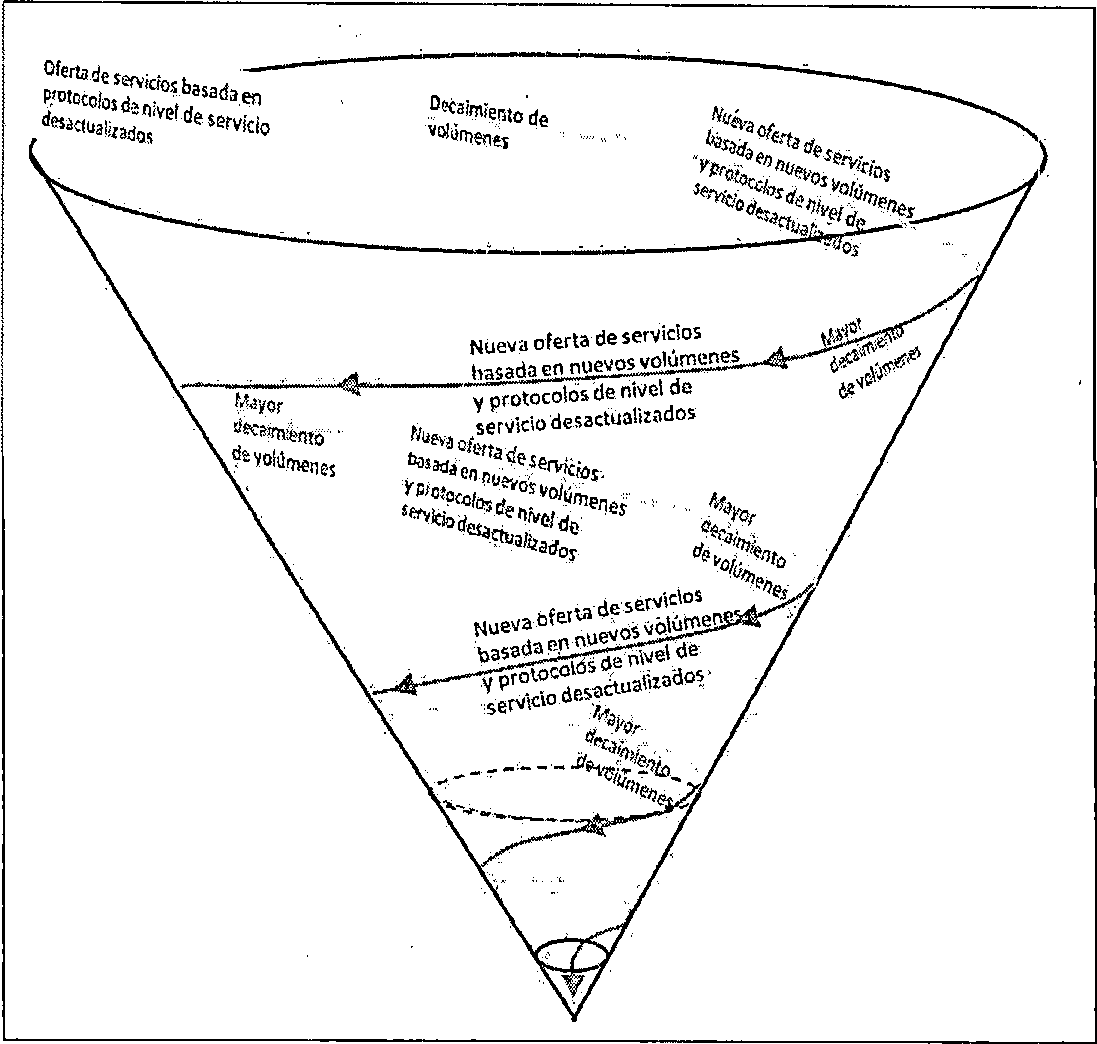 Oferta de servicios basada en
protocolos de nivel de servicio
desactualizados
Decaimiento de
volúmenes
Nueva oferta de servicios
basada en nuevos volúmenes
y protocolos de nivel de
servicio desactualizados
Mayor
decaimiento
de volúmenes
Nueva oferta de servicios
basada en nuevos volúmenes
y protocolos de nivel de
servicio desactualizados
Mayor
decaimiento
de volúmenes
Nueva oferta de servicios
basada en nuevos volúmenes
y protocolos de nivel de
servicio desactualizados
Mayor
decaimiento
de volúmenes
Nueva oferta de servicios
basada en nuevos volúmenes
y protocolos de nivel de
servicio desactualizados
Mayor
decaimiento
de volúmenes